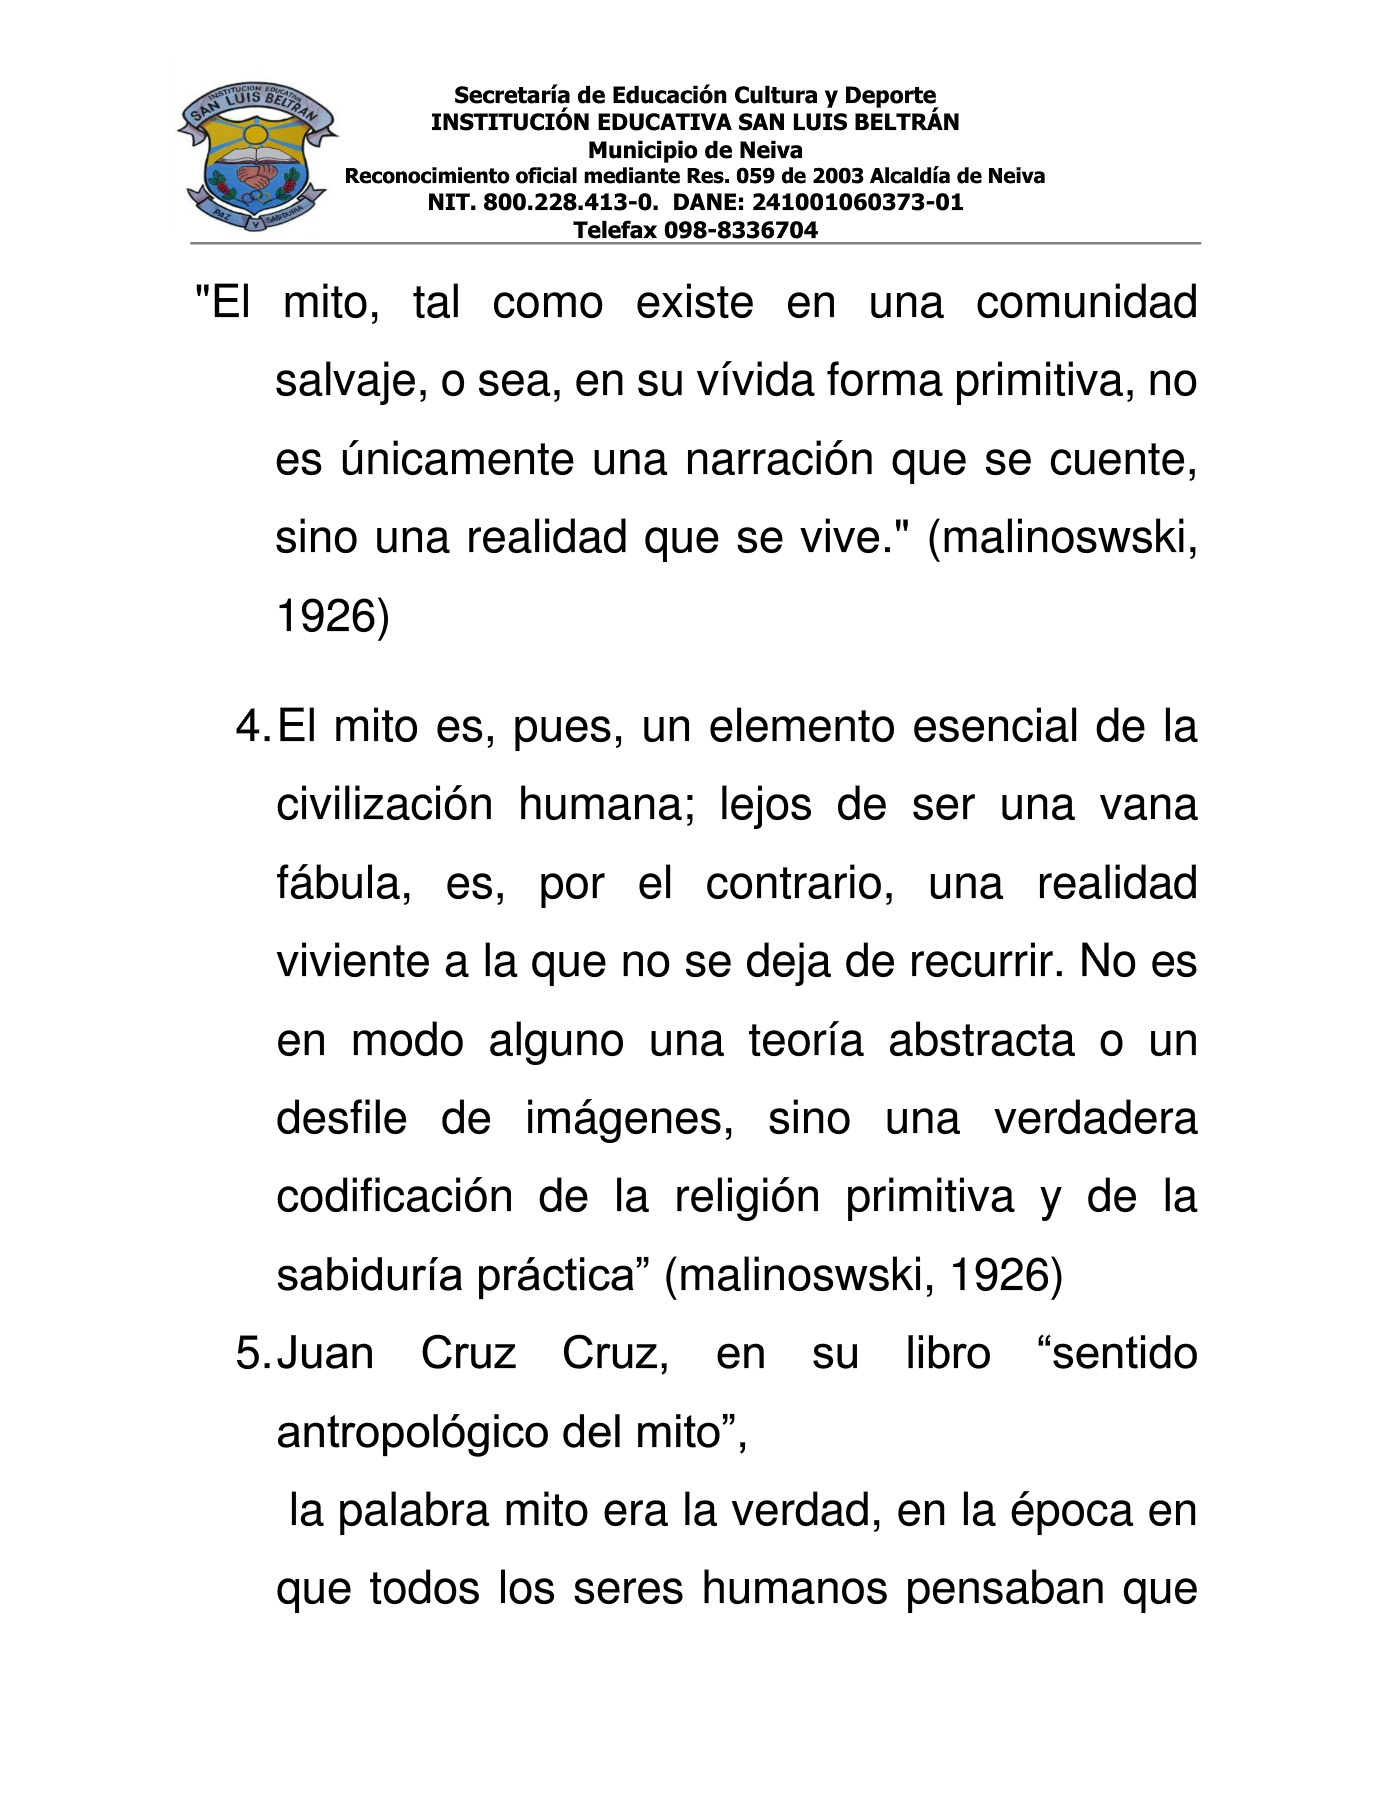 INSTITUCION EDUCATIVA
SAN LUIS BELTRAN
PAZ Y SABIDURIA
Secretaría de Educación Cultura y Deporte
INSTITUCIÓN EDUCATIVA SAN LUIS BELTRÁN
Municipio de Neiva
Reconocimiento oficial mediante Res. 059 de 2003 Alcaldía de Neiva
NIT. 800.228.413-0. DANE: 241001060373-01
Telefax 098-8336704
"El mito, tal como existe en una comunidad
salvaje, o sea, en su vívida forma primitiva, no
es únicamente una narración que se cuente,
sino una realidad que se vive." (malinoswski,
1926)
4. El mito es, pues, un elemento esencial de la
civilización humana; lejos de ser una vana
fábula, es, por el contrario, una realidad
viviente a la que no se deja de recurrir. No es
en modo alguno una teoría abstracta o un
desfile de imágenes, sino una verdadera
codificación de la religión primitiva y de la
sabiduría práctica” (malinoswski, 1926)
5. Juan Cruz Cruz, en su libro “sentido
antropológico del mito”,
la palabra mito era la verdad, en la época en
que todos los seres humanos pensaban que